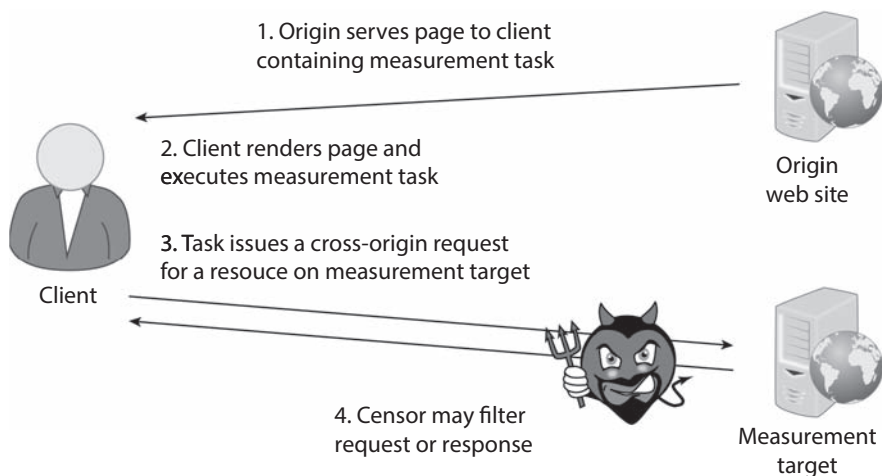 1. Origin serves page to client
containing measurement task
2. Client renders page and
executes measurement task
Origin
web site
3. Task issues a cross-origin request
for a resouce on measurement target
Client
4. Censor may filter
request or response
Measurement
target